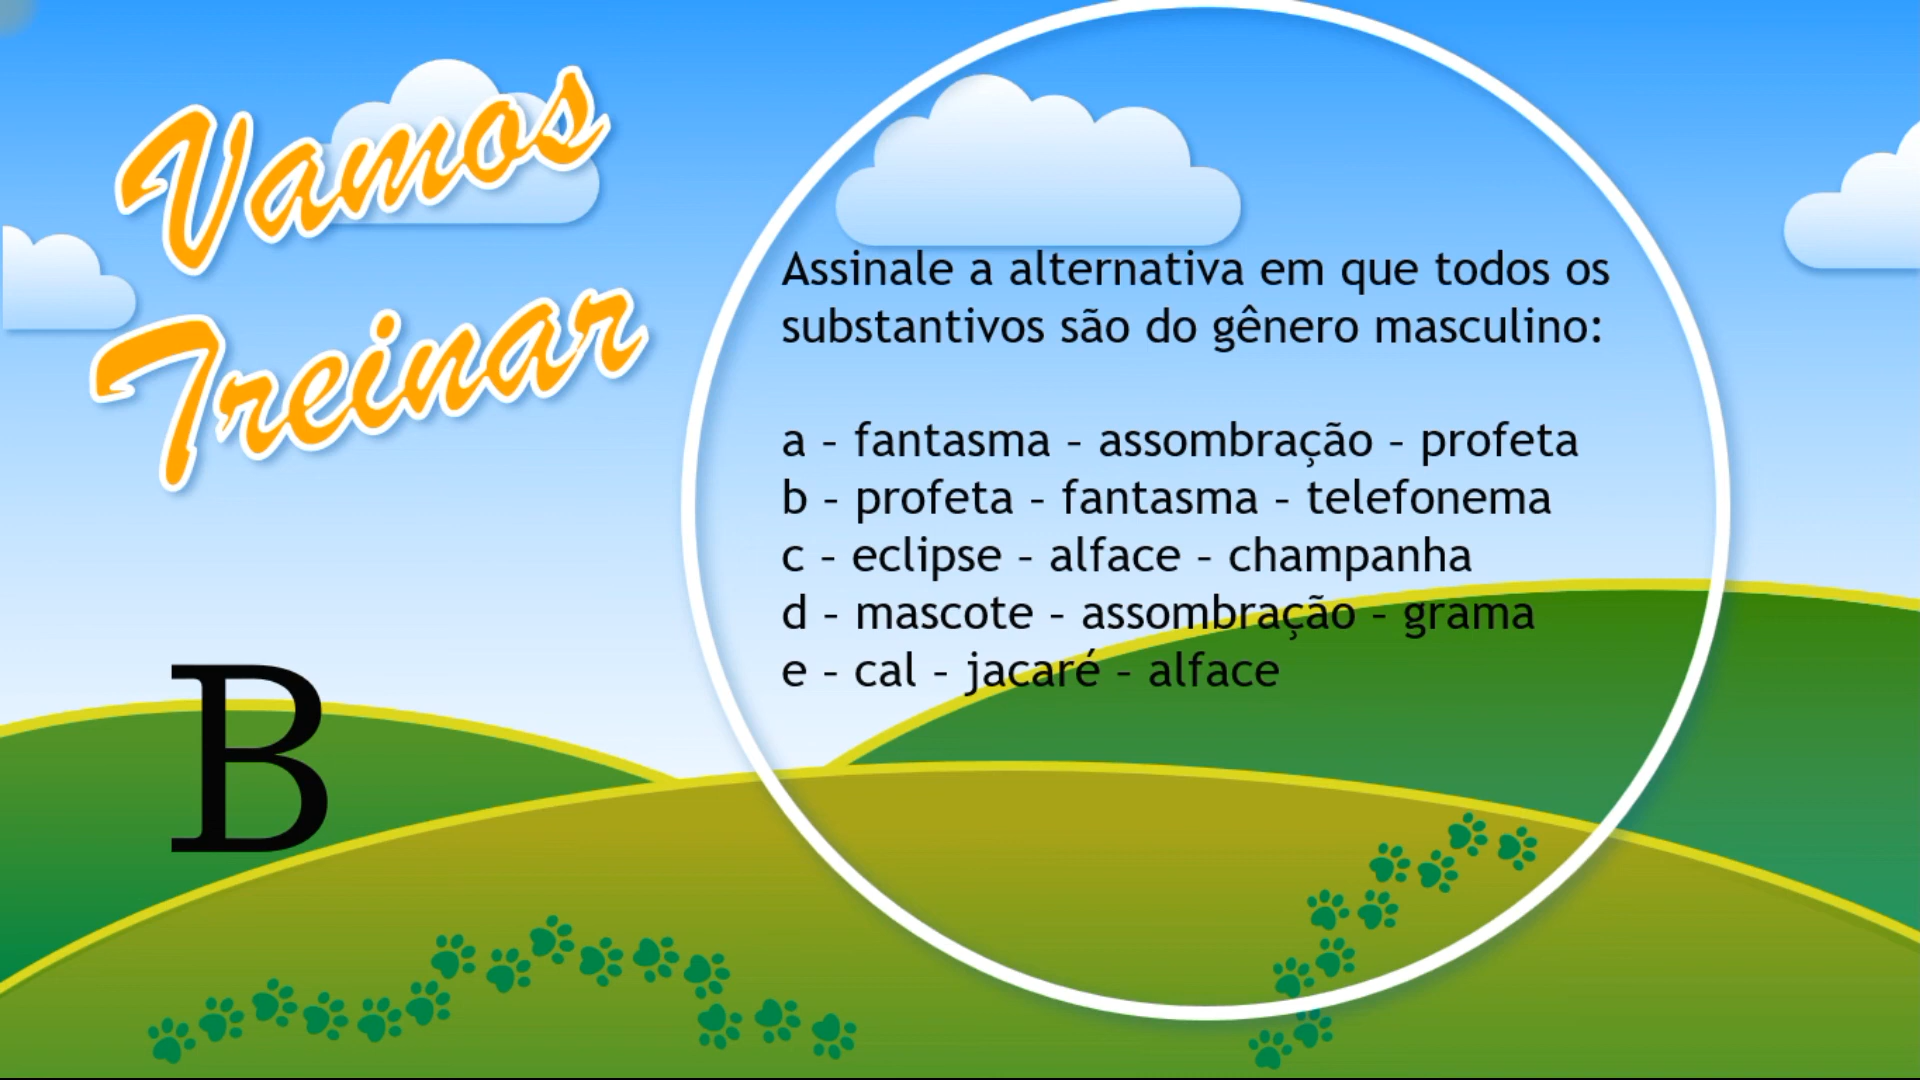 Vamos
Treinar
Assinale a alternativa em que todos os
substantivos são do gênero masculino:
a – fantasma – assombração – profeta
b – profeta – fantasma – telefonema
c – eclipse – alface – champanha
d – mascote – assombração – grama
e – cal – jacaré – alface
B